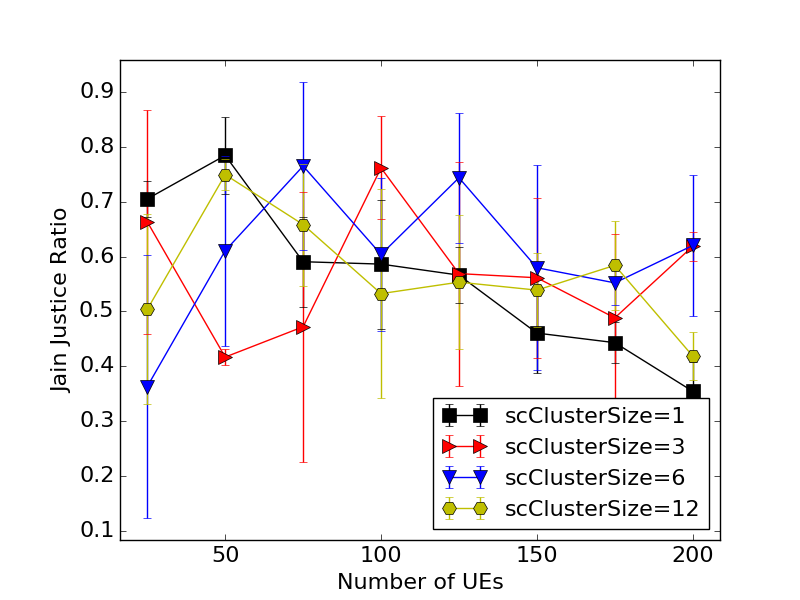 0.9
0.8
0.7
0.6
0.5
0.4
0.3
0.2
0.1
Jain Justice Ratio
scClusterSize=1
scClusterSize=3
scClusterSize=6
scClusterSize=12
50 100 150 200
Number of UEs